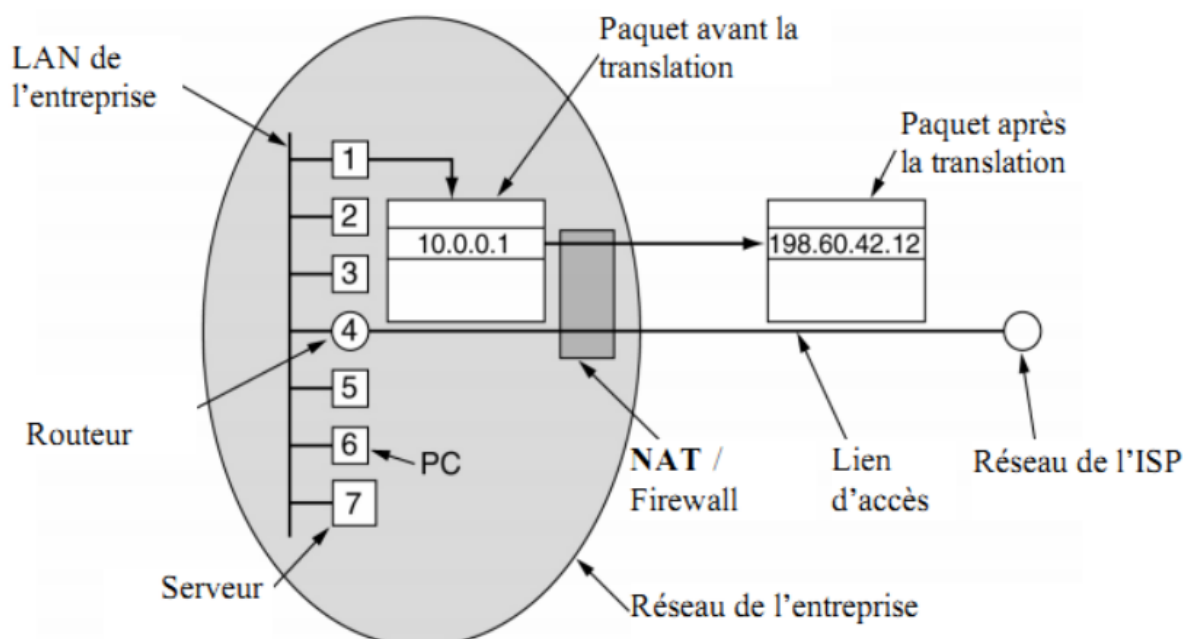 Paquet avant la
translation
LAN de
l’entreprise
Paquet après
la translation
1
2
10.0.0.1
198.60.42.12
3
4
5
Routeur
6
PC
NAT /
Firewall
Lien
d’accès
Réseau de l’ISP
7
Serveur
Réseau de l’entreprise